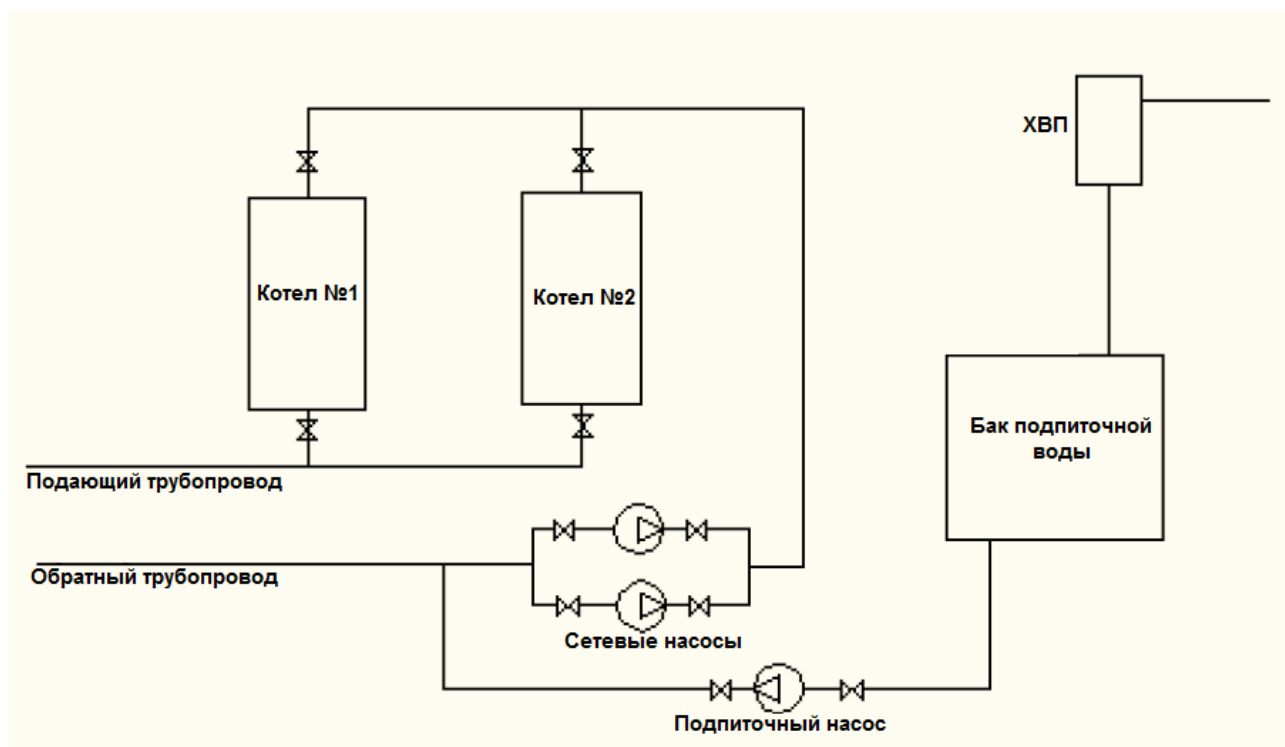 ХВП
Котел №1
Котел №2
Бак подпиточной
воды
Подающий трубопровод
Обратный трубопровод
Сетевые насосы
Подпиточный насос